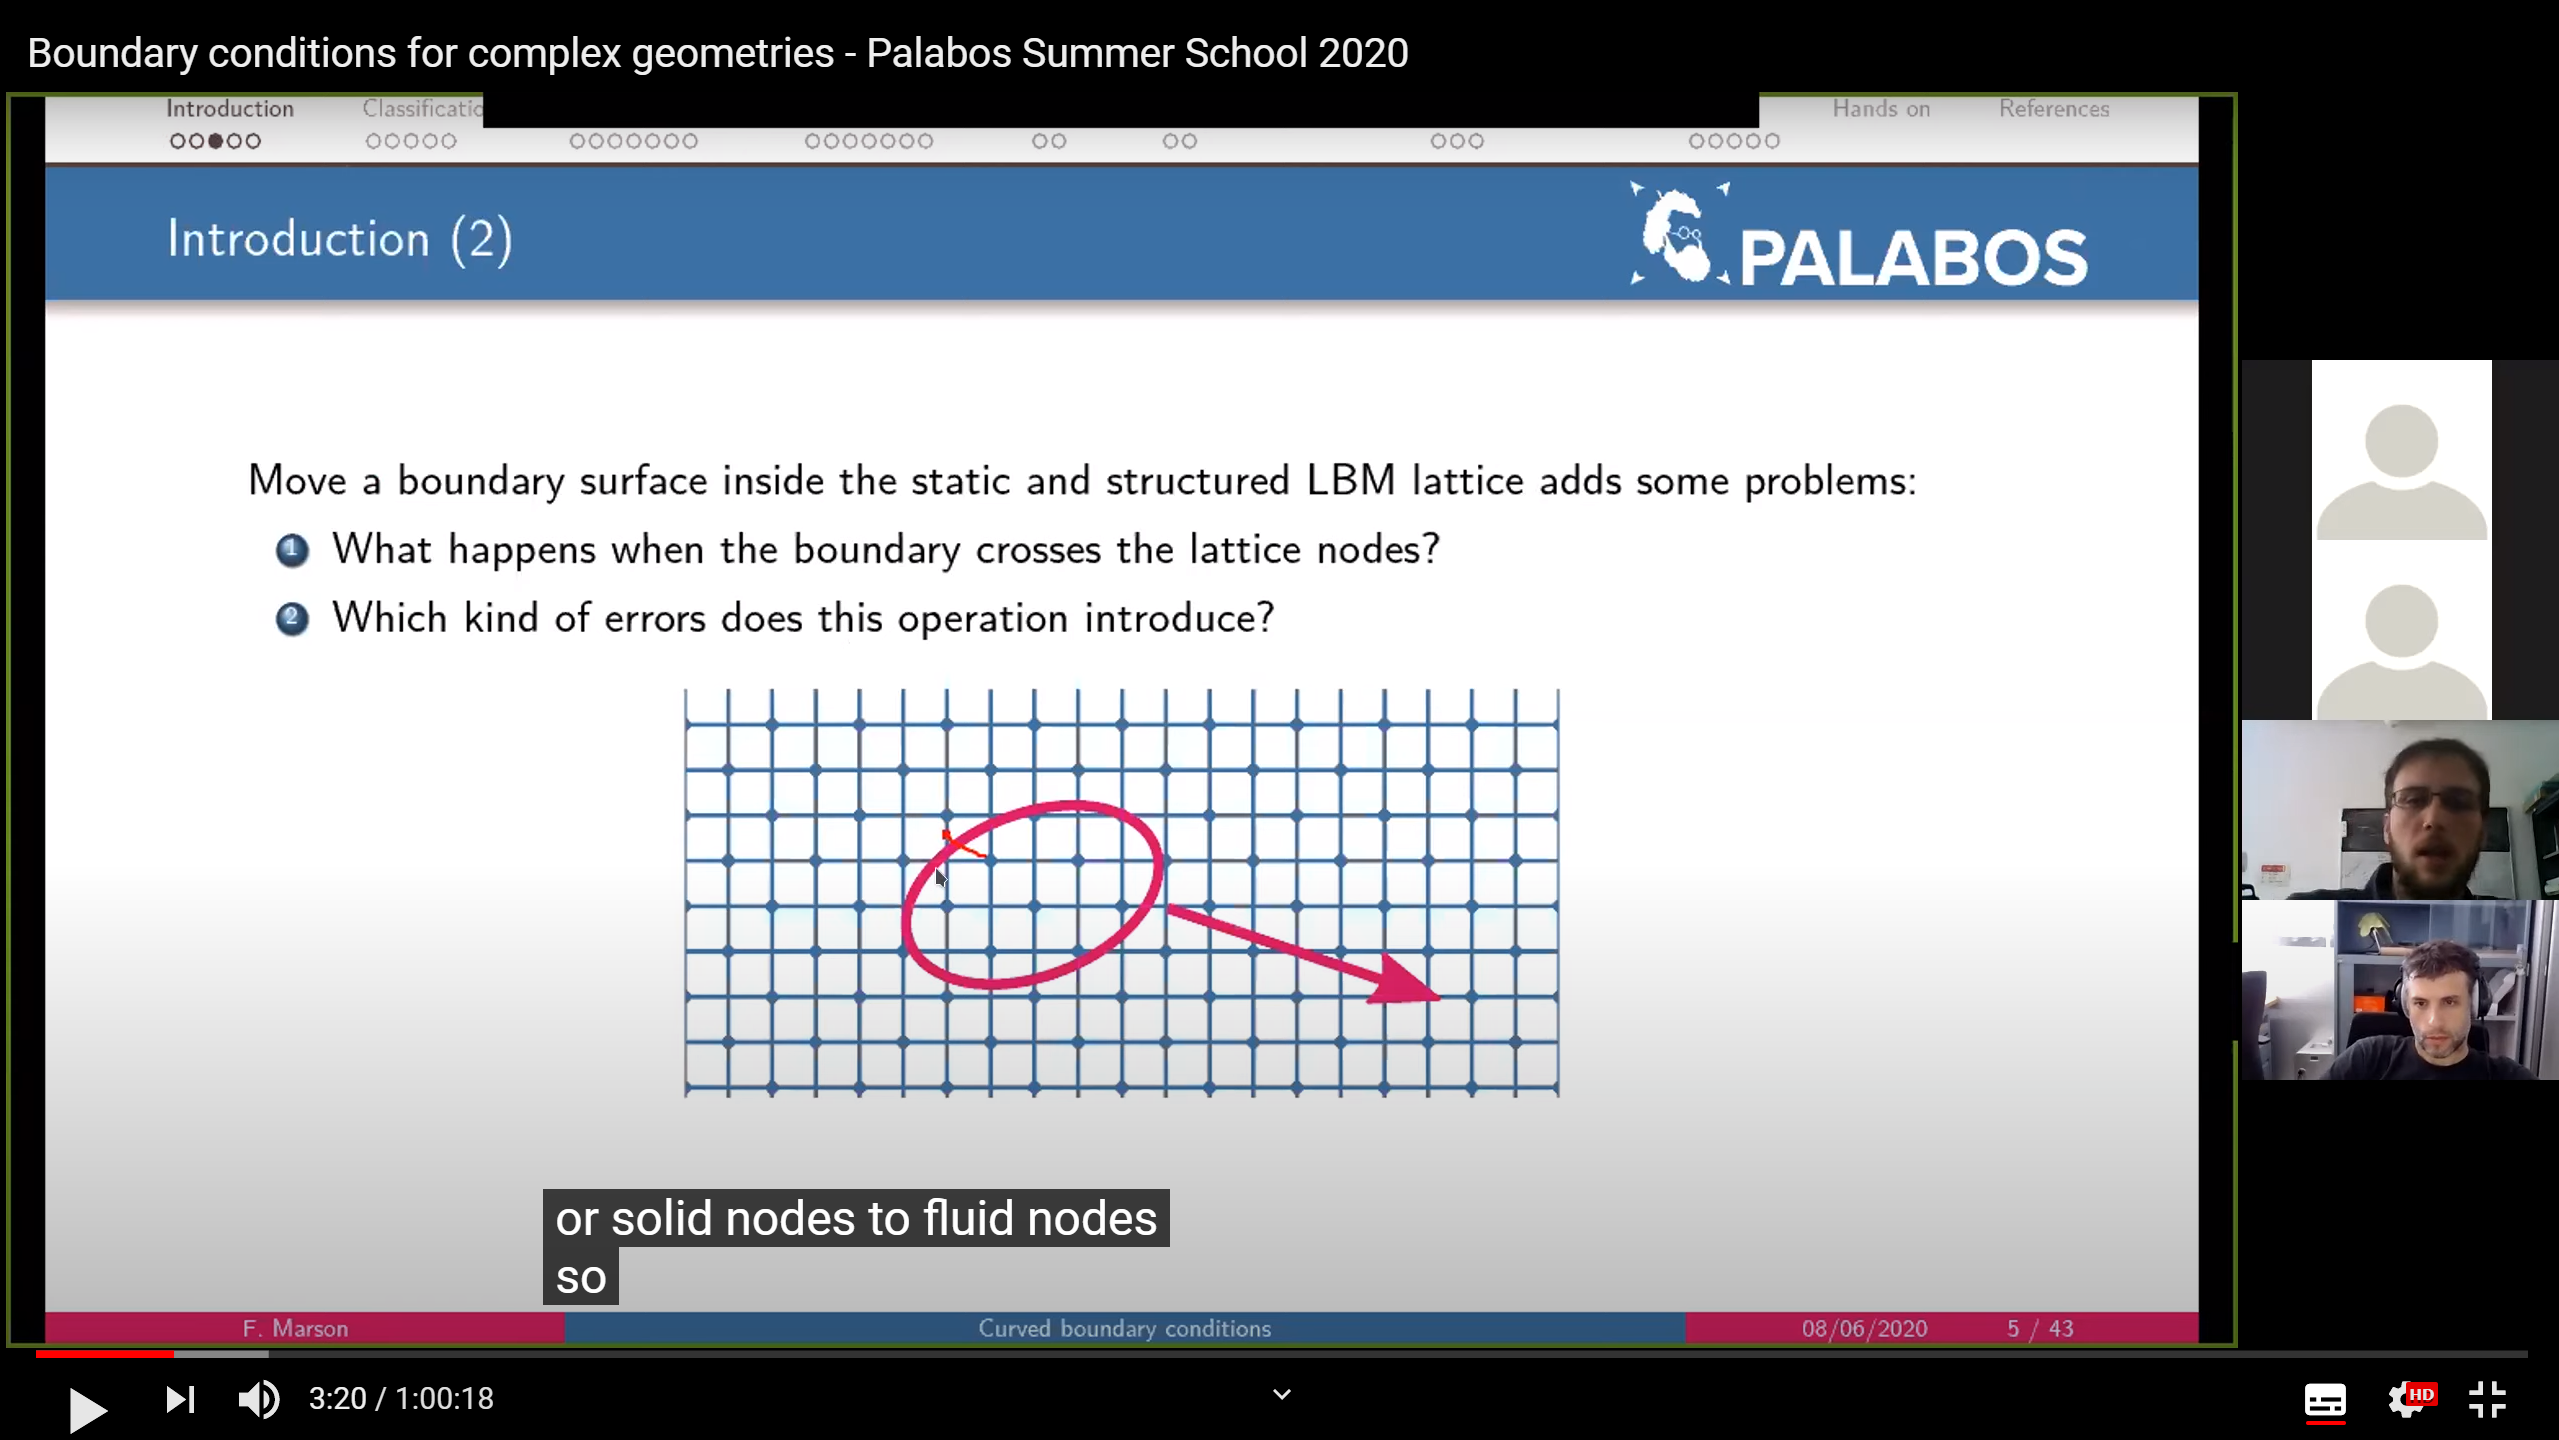 Boundary conditions for complex geometries - Palabos Summer School 2020
Introduction
Hands on
References
Introduction (2)
PALABOS
Move a boundary surface inside the static and structured LBM lattice adds some problems:
1 What happens when the boundary crosses the lattice nodes?
2 Which kind of errors does this operation introduce?
or solid nodes to fluid nodes
so
F. Marson
Curved boundary conditions
08/06/2020
5 / 43
3:20 / 1:00:18
HD